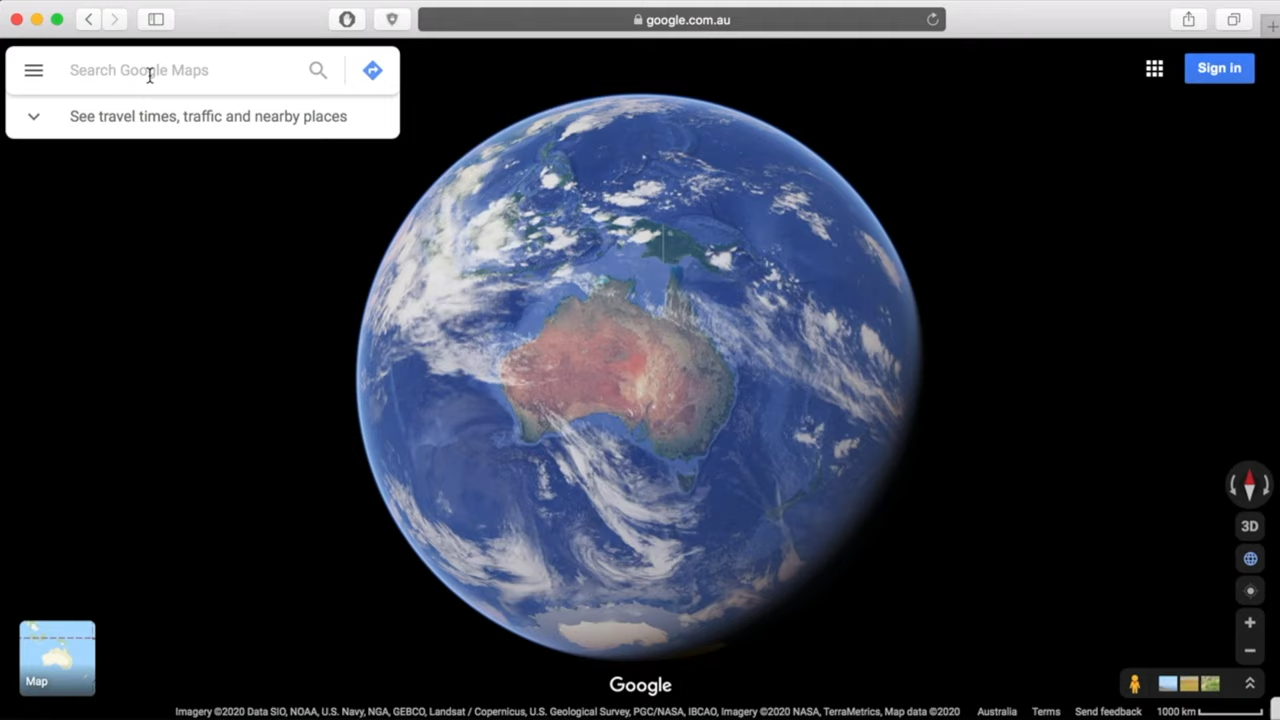 google.com.au
Search Google Maps
Sign in
See travel times, traffic and nearby places
3D
Map
Google
Imagery ©2020 Data SIO, NOAA, U.S. Navy, NGA, GEBCO, Landsat / Copernicus, U.S. Geological Survey, PGC/NASA, IBCAO, Imagery ©2020 NASA, TerraMetrics, Map data ©2020 Australia Terms Send feedback 1000 km